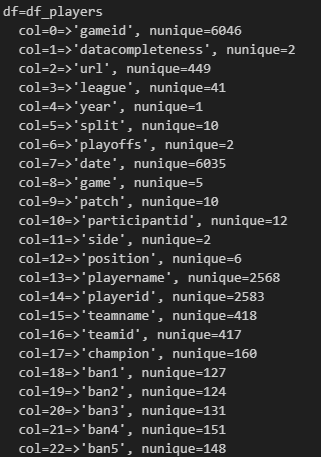 df=df_players
col=0=>'gameid', nunique=6046
col=1=>'datacompleteness', nunique=2
col=2=>'url', nunique=449
col=3=>'league', nunique=41
col=4=>'year', nunique=1
col=5=>'split', nunique=10
col=6=>'playoffs', nunique=2
col=7=>'date', nunique=6035
col=8=>'game', nunique=5
col=9=>'patch', nunique=10
col=10=>'participantid', nunique=12
col=11=>'side', nunique=2
col=12=>'position', nunique=6
col=13=>'playername', nunique=2568
col=14=>'playerid', nunique=2583
col=15=>'teamname', nunique=418
col=16=>'teamid', nunique=417
col=17=>'champion', nunique=160
col=18=>'ban1', nunique=127
col=19=>'ban2', nunique=124
col=20=>'ban3', nunique=131
col=21=>'ban4', nunique=151
col=22=>'ban5', nunique=148